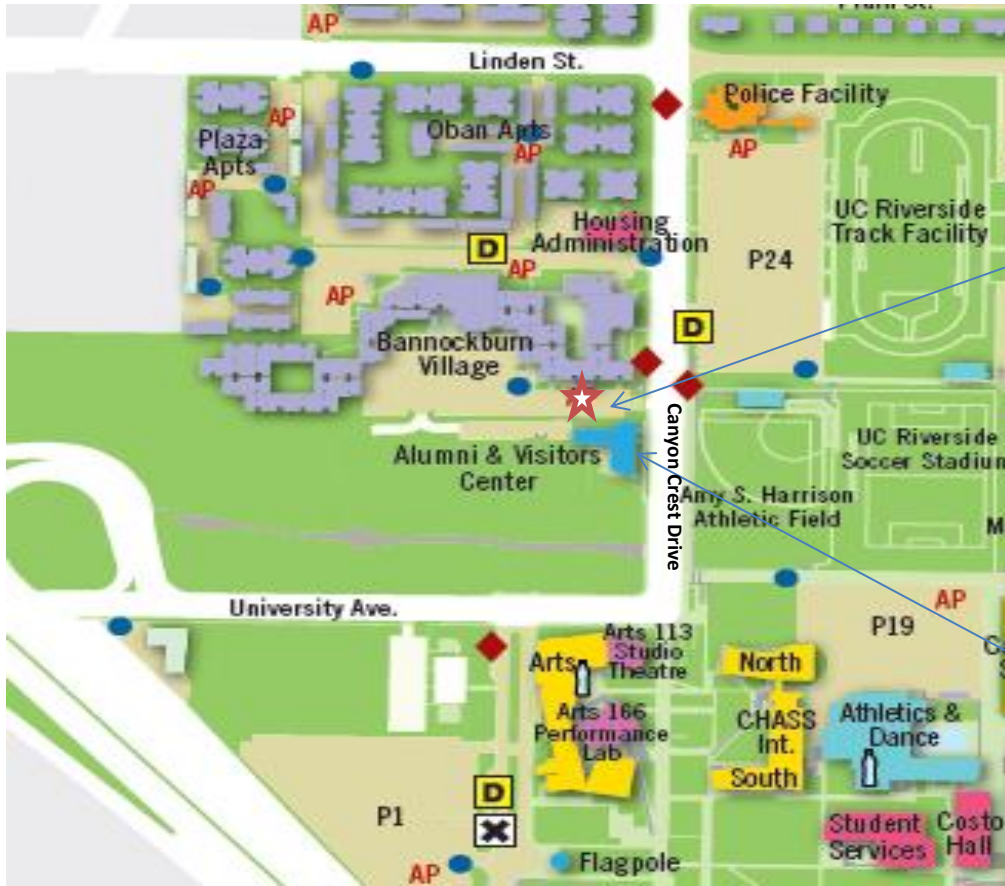 AP
Linden St.
Police Facility
Plaza
Apts
AP
Oban Apts
AP
AP
AP
UC Riverside
Track Facility
Housing
Administration
D
P24
AP
AP
D
Bannockburn
Village
Canyon Crest Drive
Alumni & Visitors
Center
UC Riverside
Soccer Stadium
Amy S. Harrison
Athletic Field
M
University Ave.
AP
P19
Arts 113
Studio
Theatre
Arts
North
Arts 166
Performance
Lab
CHASS
Int.
South
Athletics &
Dance
D
P1
Student
Services
Costo
Hall
AP
Flagpole